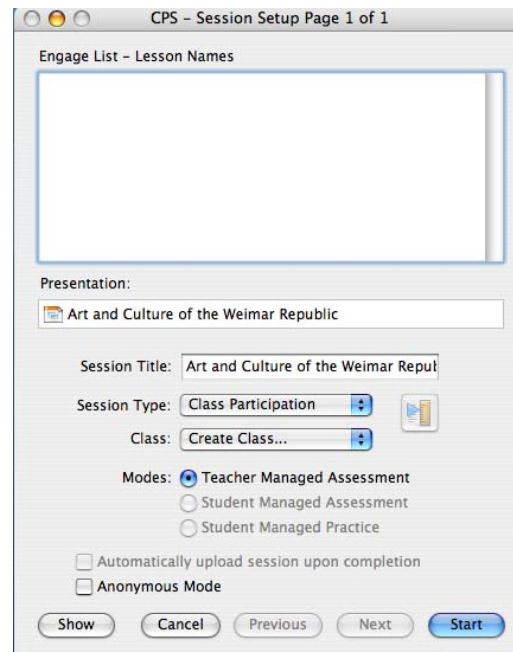 CPS – Session Setup Page 1 of 1
Engage List – Lesson Names
Presentation:
Art and Culture of the Weimar Republic
Session Title: Art and Culture of the Weimar Repul
Session Type: Class Participation
Class: Create Class...
Modes: Teacher Managed Assessment
Student Managed Assessment
Student Managed Practice
Automatically upload session upon completion
Anonymous Mode
Show Cancel Previous Next Start